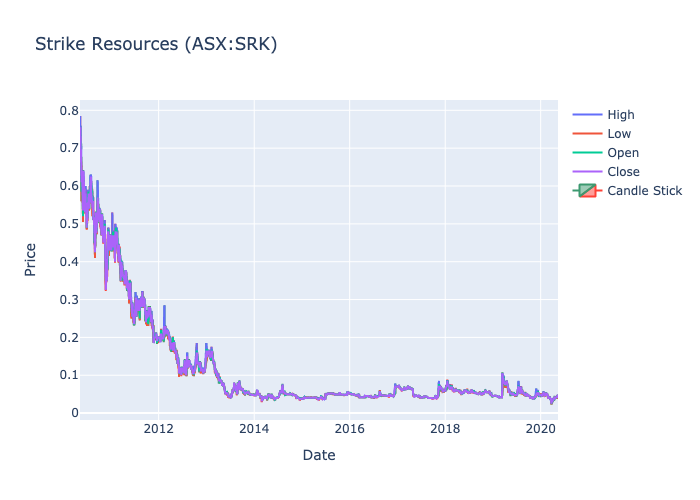 Strike Resources (ASX:SRK)
0.8
0.7
0.6
0.5
0.4
0.3
0.2
0.1
0
Price
2012
2014
2016
2018
2020
Date
High
Low
Open
Close
Candle Stick